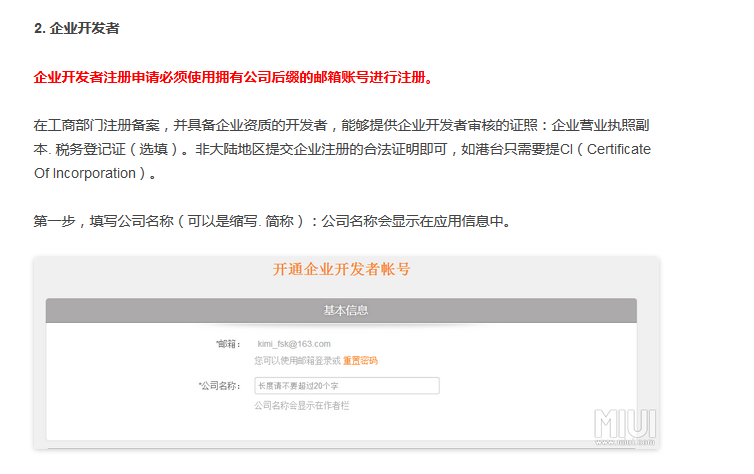 2. 企业开发者
企业开发者注册申请必须使用拥有公司后缀的邮箱账号进行注册。
在工商部门注册备案，并具备企业资质的开发者，能够提供企业开发者审核的证照：企业营业执照副
本. 税务登记证（选填）。非大陆地区提交企业注册的合法证明即可，如港台只需要提CI（Certificate
Of Incorporation）。
第一步，填写公司名称（可以是缩写. 简称）：公司名称会显示在应用信息中。
开通企业开发者帐号
基本信息
*邮箱： kimi_fsk@163.com
您可以使用邮箱登录或 重置密码
*公司名称： 长度请不要超过20个字
公司名称会显示在作者栏
MIUI
www.miui.com